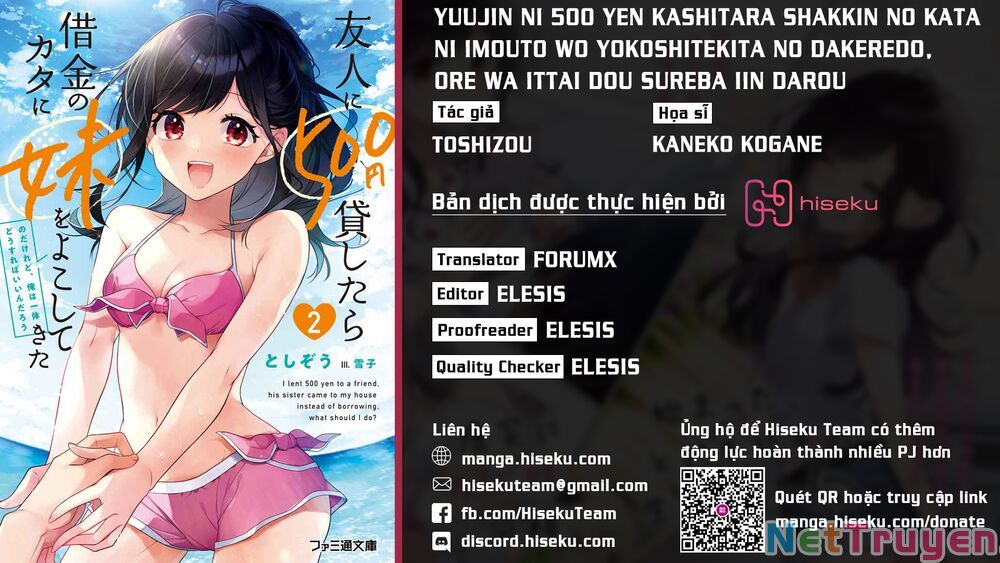 友人に500円貸したら
借金のカタに
妹をよこしてきた
のだけれど、俺は一体
どうすればいいんだろう
2
としぞう
Ill. 雪子
I lent 500 yen to a friend,
his sister came to my house
instead of borrowing,
what should I do?
ファミ通文庫
YUUJIN NI 500 YEN KASHITARA SHAKKIN NO KATA
NI IMOUTO WO YOKOSHITEKITA NO DAKEREDO,
ORE WA ITTAI DOU SUREBA IIN DAROU
Tác giả
TOSHIZOU
Họa sĩ
KANEKO KOGANE
Bản dịch được thực hiện bởi
hiseku
Translator FORUMX
Editor ELESIS
Proofreader ELESIS
Quality Checker ELESIS
Liên hệ
manga.hiseku.com
hisekuteam@gmail.com
fb.com/HisekuTeam
discord.hiseku.com
Ủng hộ để Hiseku Team có thêm
động lực hoàn thành nhiều PJ hơn
Quét QR hoặc truy cập link
manga.hiseku.com/donate
NetTruyen